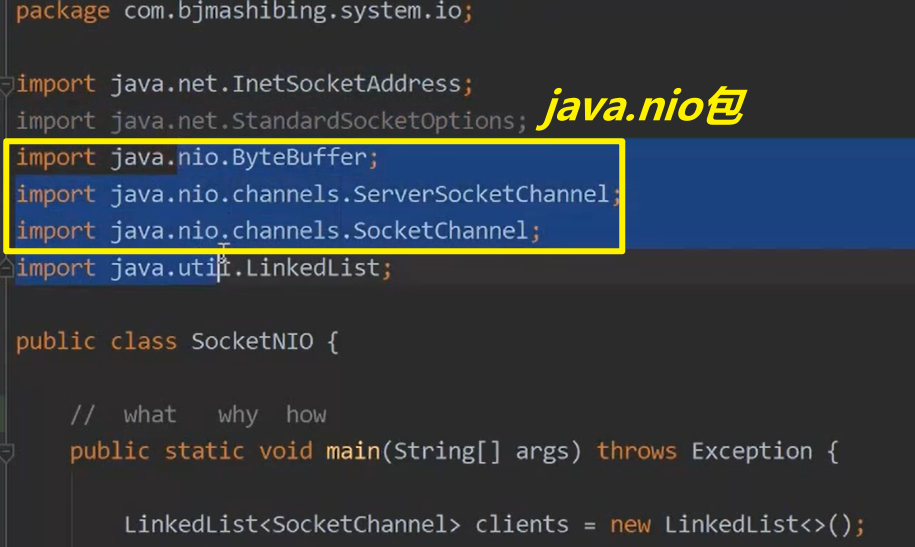 package com.bjmashibing.system.io;
import java.net.InetSocketAddress;
import java.net.StandardSocketOptions;
java.nio包
import java.nio.ByteBuffer;
import java.nio.channels.ServerSocketChannel;
import java.nio.channels.SocketChannel;
import java.util.LinkedList;
public class SocketNIO {
// what why how
public static void main(String[] args) throws Exception {
LinkedList<SocketChannel> clients = new LinkedList<>();